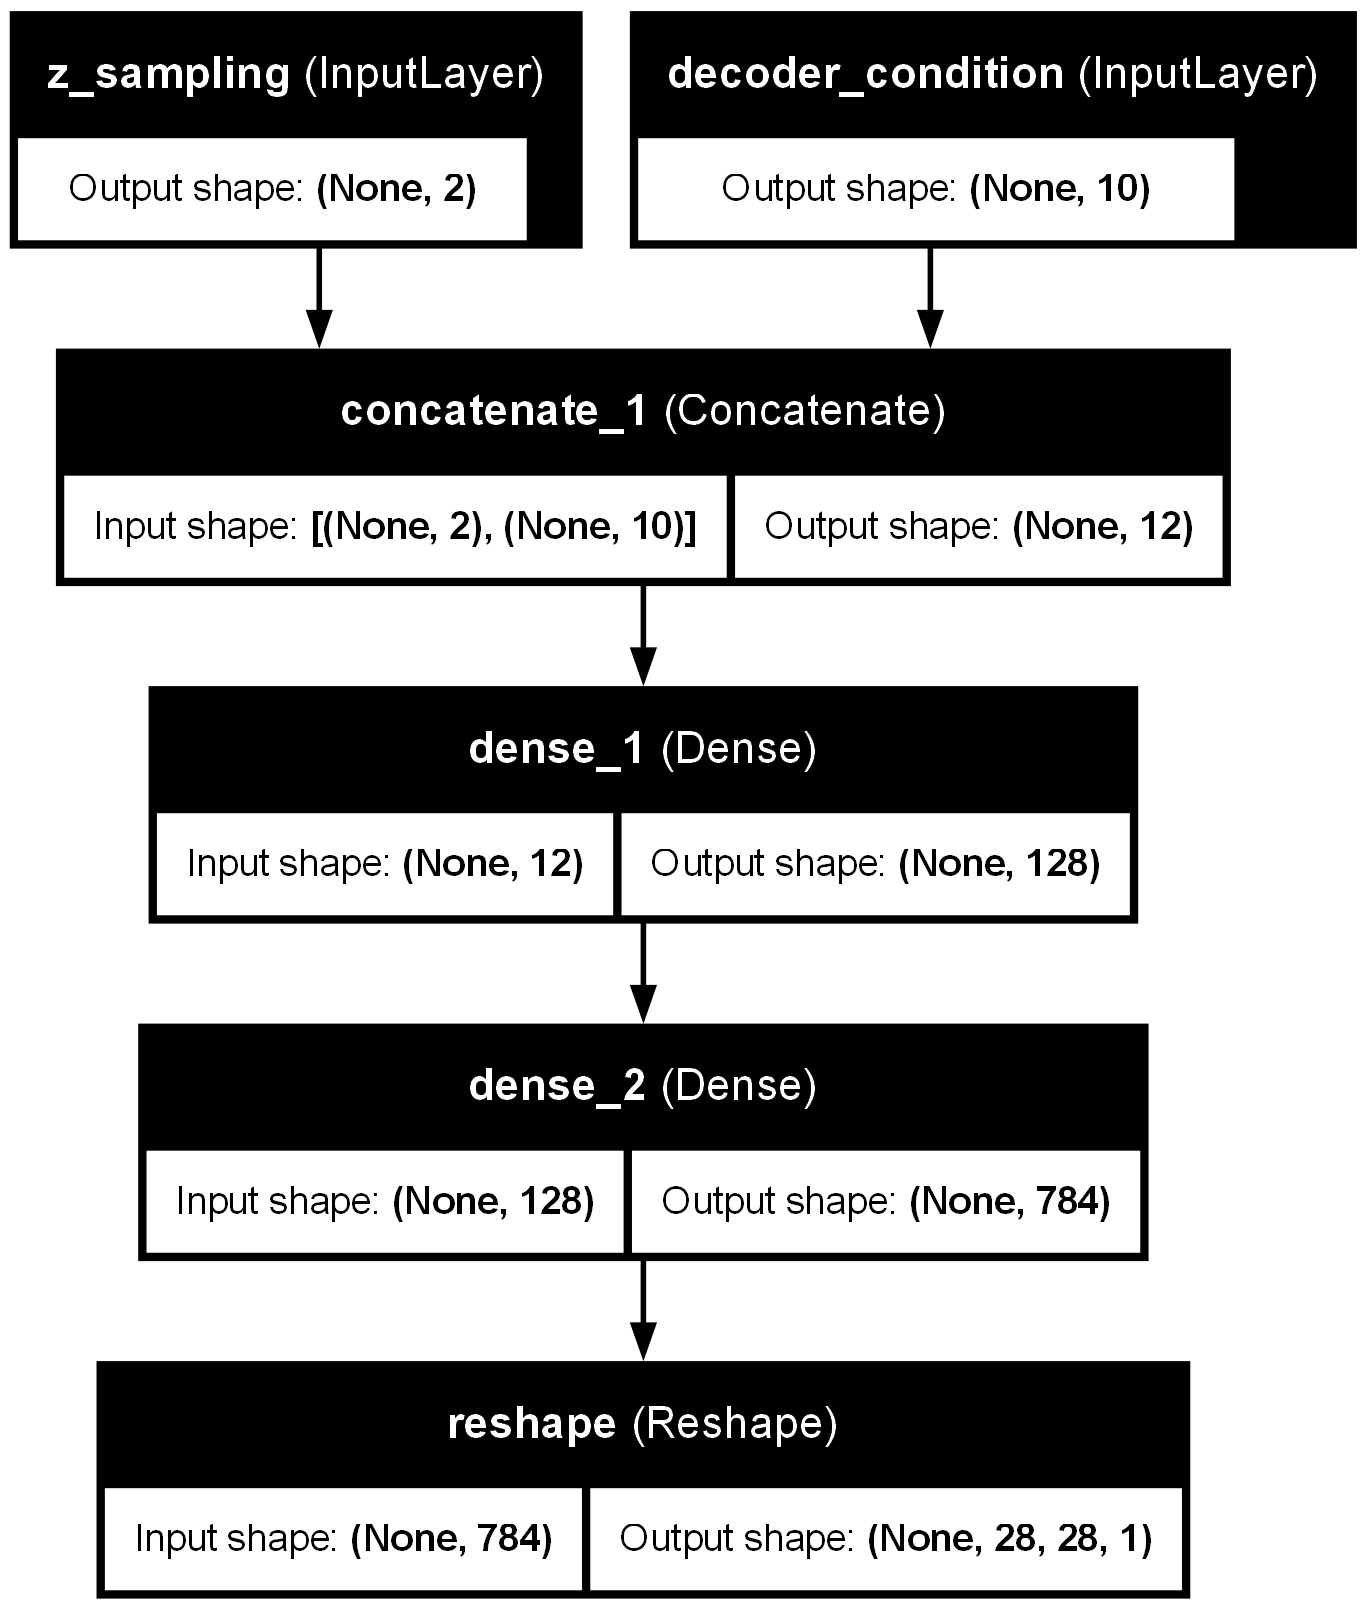 z_sampling (InputLayer)
Output shape: (None, 2)
decoder_condition (InputLayer)
Output shape: (None, 10)
concatenate_1 (Concatenate)
Input shape: [(None, 2), (None, 10)]
Output shape: (None, 12)
dense_1 (Dense)
Input shape: (None, 12)
Output shape: (None, 128)
dense_2 (Dense)
Input shape: (None, 128)
Output shape: (None, 784)
reshape (Reshape)
Input shape: (None, 784)
Output shape: (None, 28, 28, 1)